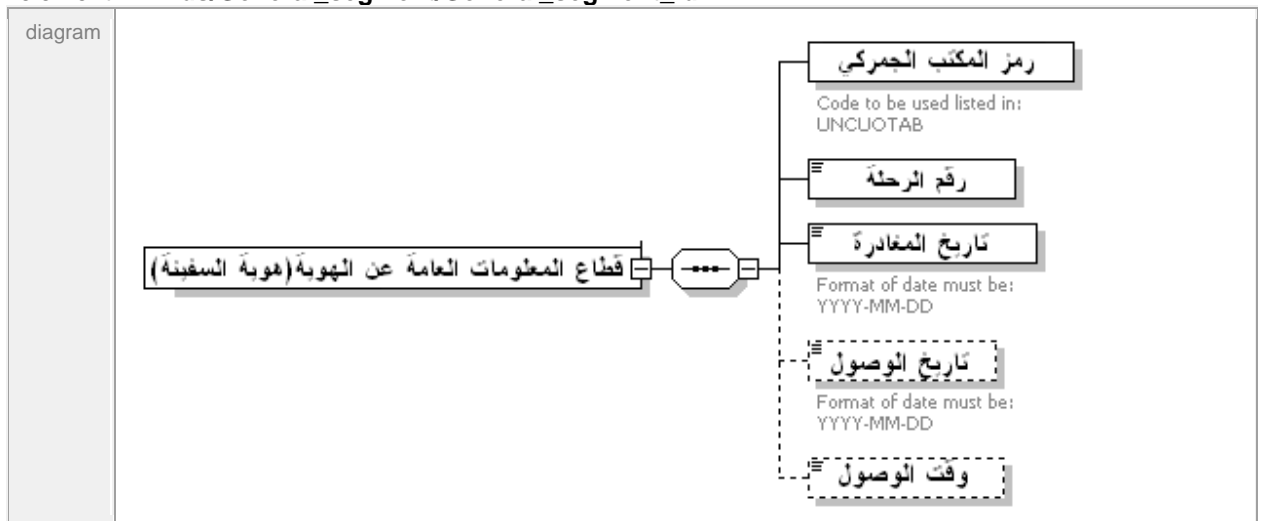 diagram
رمز المكتب الجمركي
Code to be used listed in:
UNCUOTAB
رقم الرحلة
تاريخ المغادرة
Format of date must be:
YYYY-MM-DD
قطاع المعلومات العامة عن الهوية(هوية السفينة)
تاريخ الوصول
Format of date must be:
YYYY-MM-DD
وقت الوصول